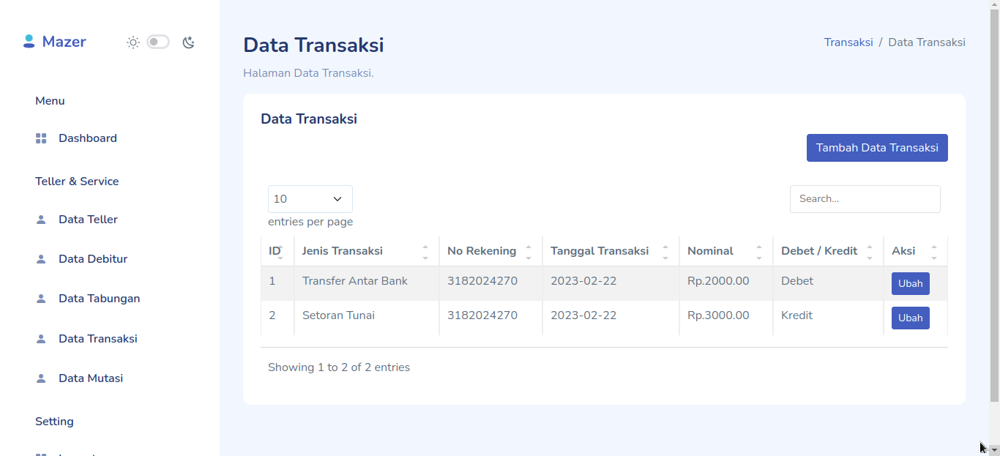 Mazer
Menu
Dashboard
Teller & Service
Data Teller
Data Debitur
Data Tabungan
Data Transaksi
Data Mutasi
Setting
Data Transaksi
Transaksi / Data Transaksi
Halaman Data Transaksi.
Data Transaksi
Tambah Data Transaksi
10
Search...
entries per page
ID Jenis Transaksi No Rekening Tanggal Transaksi Nominal Debet / Kredit Aksi
1 Transfer Antar Bank 3182024270 2023-02-22 Rp.2000.00 Debet Ubah
2 Setoran Tunai 3182024270 2023-02-22 Rp.3000.00 Kredit Ubah
Showing 1 to 2 of 2 entries